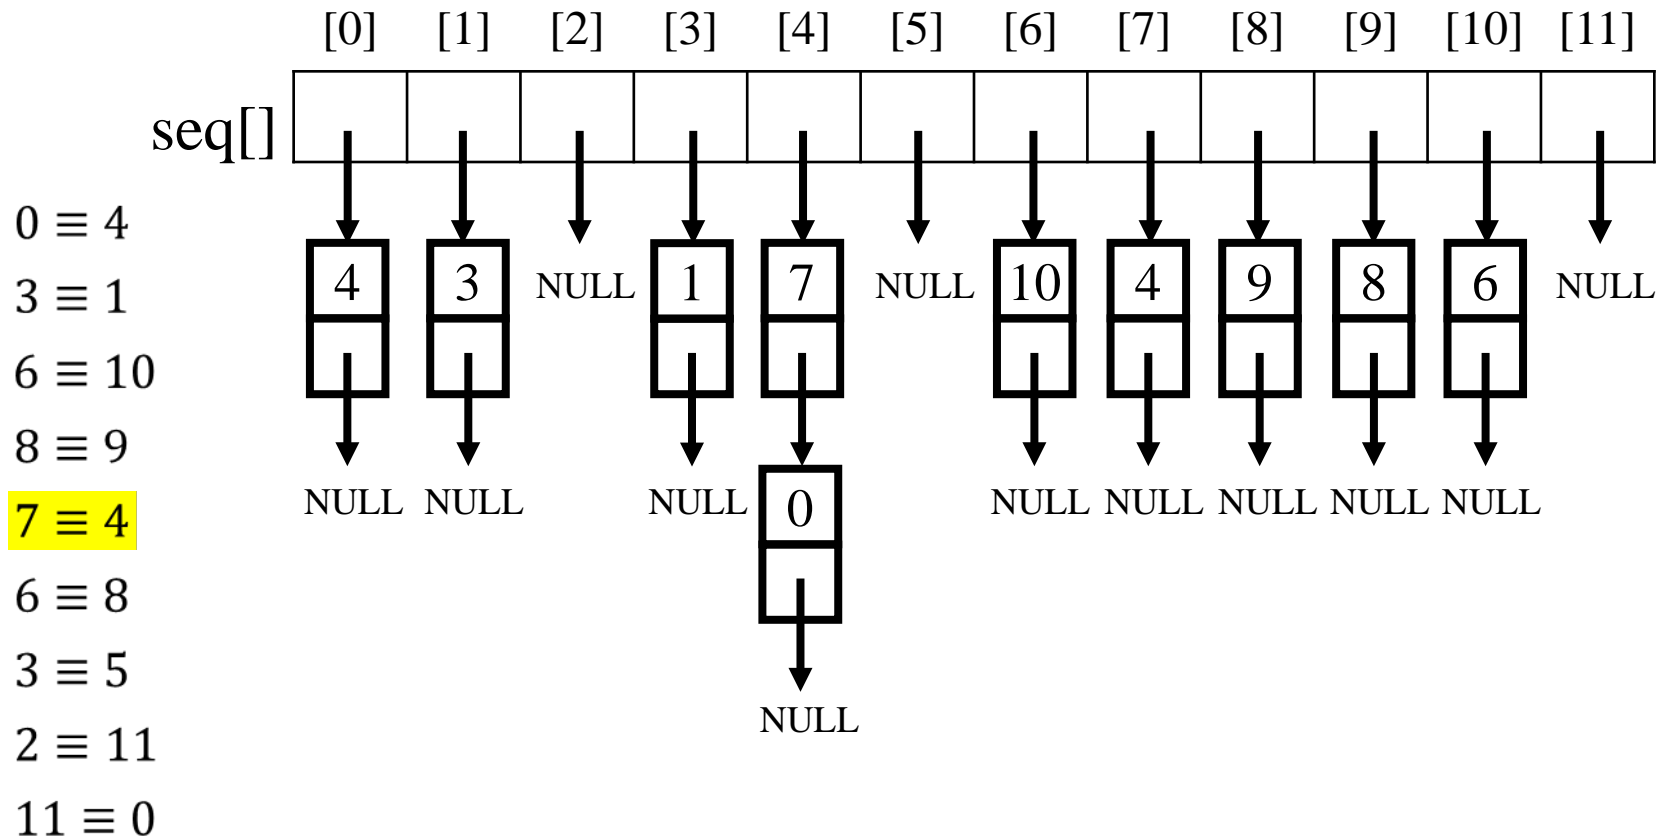 [0] [1] [2] [3] [4] [5] [6] [7] [8] [9] [10] [11]
seq[]
0 ≡ 4
3 ≡ 1
6 ≡ 10
8 ≡ 9
7 ≡ 4
6 ≡ 8
3 ≡ 5
2 ≡ 11
11 ≡ 0
4 3 NULL 1 7 NULL 10 4 9 8 6 NULL
NULL NULL NULL 0 NULL NULL NULL NULL NULL
NULL